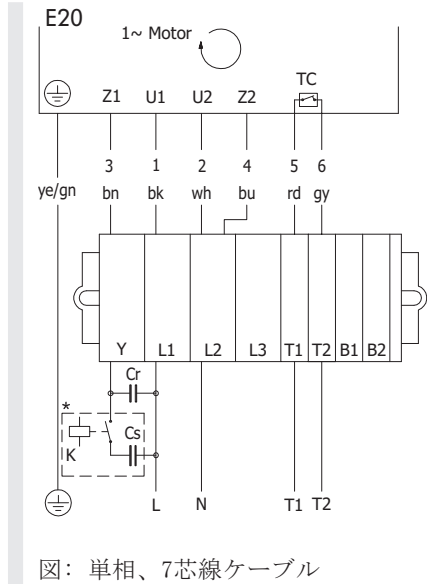 E20
1~ Motor
TC
Z1 U1 U2 Z2
3 1 2 4 5 6
ye/gn bn bk wh bu rd gy
Y L1 L2 L3 T1 T2 B1 B2
Cr
*
K
Cs
L N T1 T2
図: 単相、7芯線ケーブル